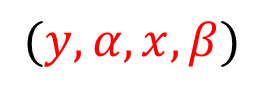 (y, α, x, β)